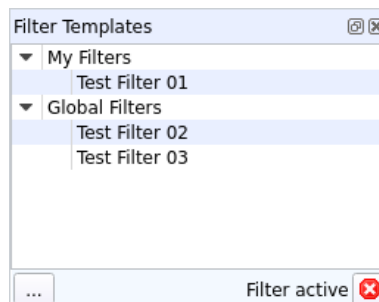 Filter Templates
My Filters
Test Filter 01
Global Filters
Test Filter 02
Test Filter 03
... Filter active